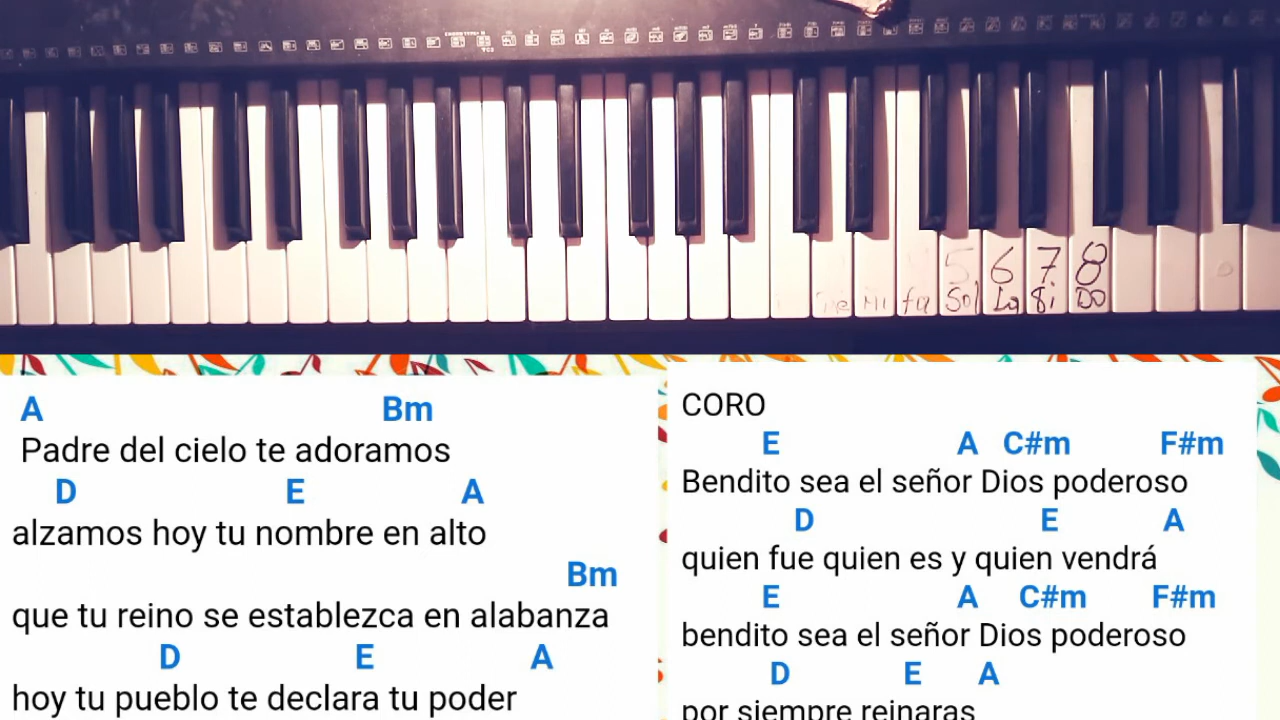 5 6 7 8
Re Mi fa Sol La Si Do
A Bm
Padre del cielo te adoramos
D E A
alzamos hoy tu nombre en alto
Bm
que tu reino se establezca en alabanza
D E A
hoy tu pueblo te declara tu poder
CORO
E A C#m F#m
Bendito sea el señor Dios poderoso
D E A
quien fue quien es y quien vendrá
E A C#m F#m
bendito sea el señor Dios poderoso
D E A
por siempre reinaras